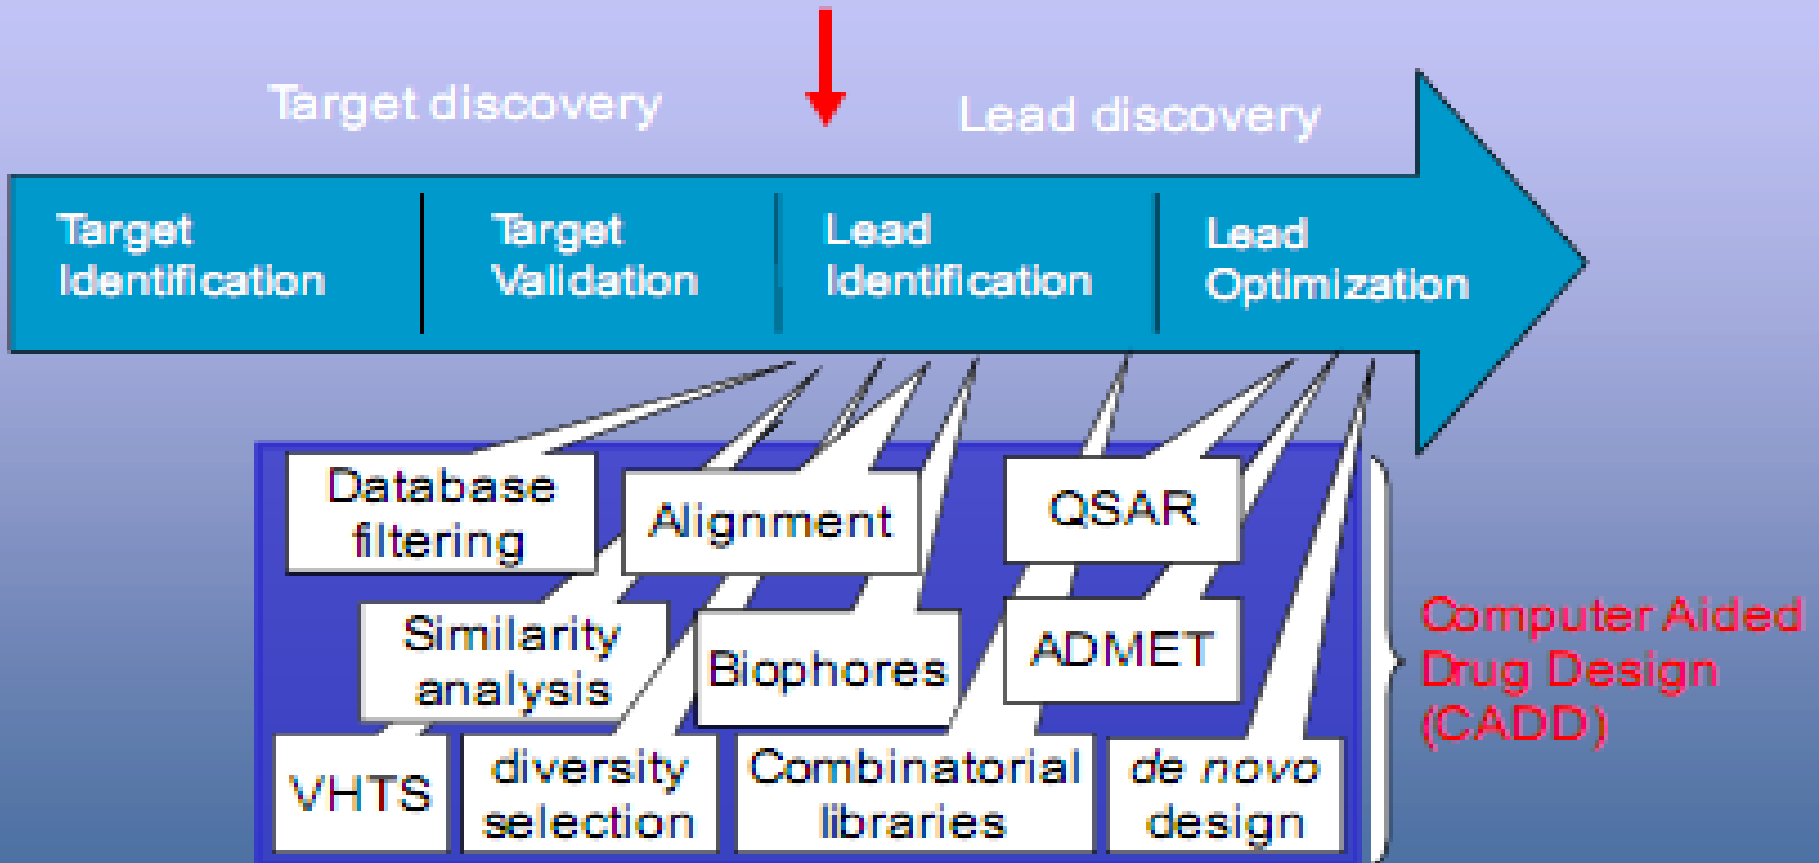 Target discovery
Lead discovery
Target
Identification
Target
Validation
Lead
Identification
Lead
Optimization
Database
filtering
Alignment
QSAR
Similarity
analysis
Biophores
ADMET
VHTS
diversity
selection
Combinatorial
libraries
de novo
design
Computer Aided
Drug Design
(CADD)